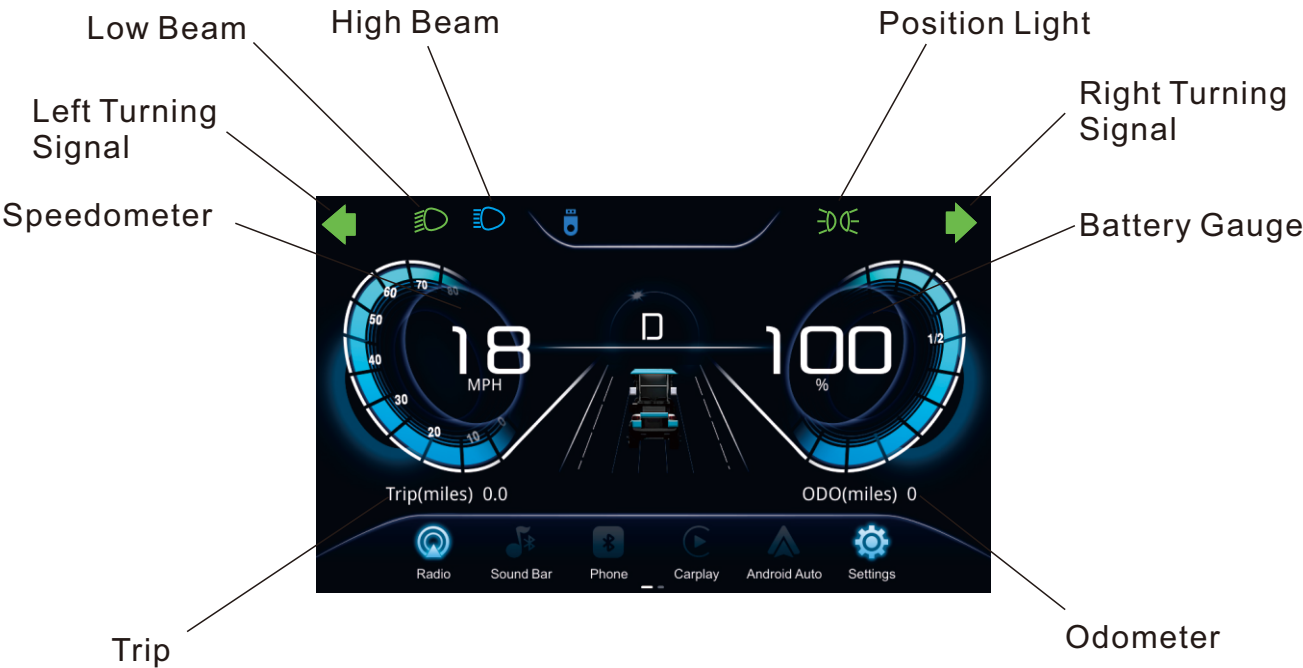 Low Beam
High Beam
Position Light
Left Turning
Signal
Right Turning
Signal
Speedometer
Battery Gauge
80
70
60
50
40
30
20
10
0
18
MPH
D
100
%
1/2
Trip(miles) 0.0
ODO(miles) 0
Radio
Sound Bar
Phone
Carplay
Android Auto
Settings
Trip
Odometer